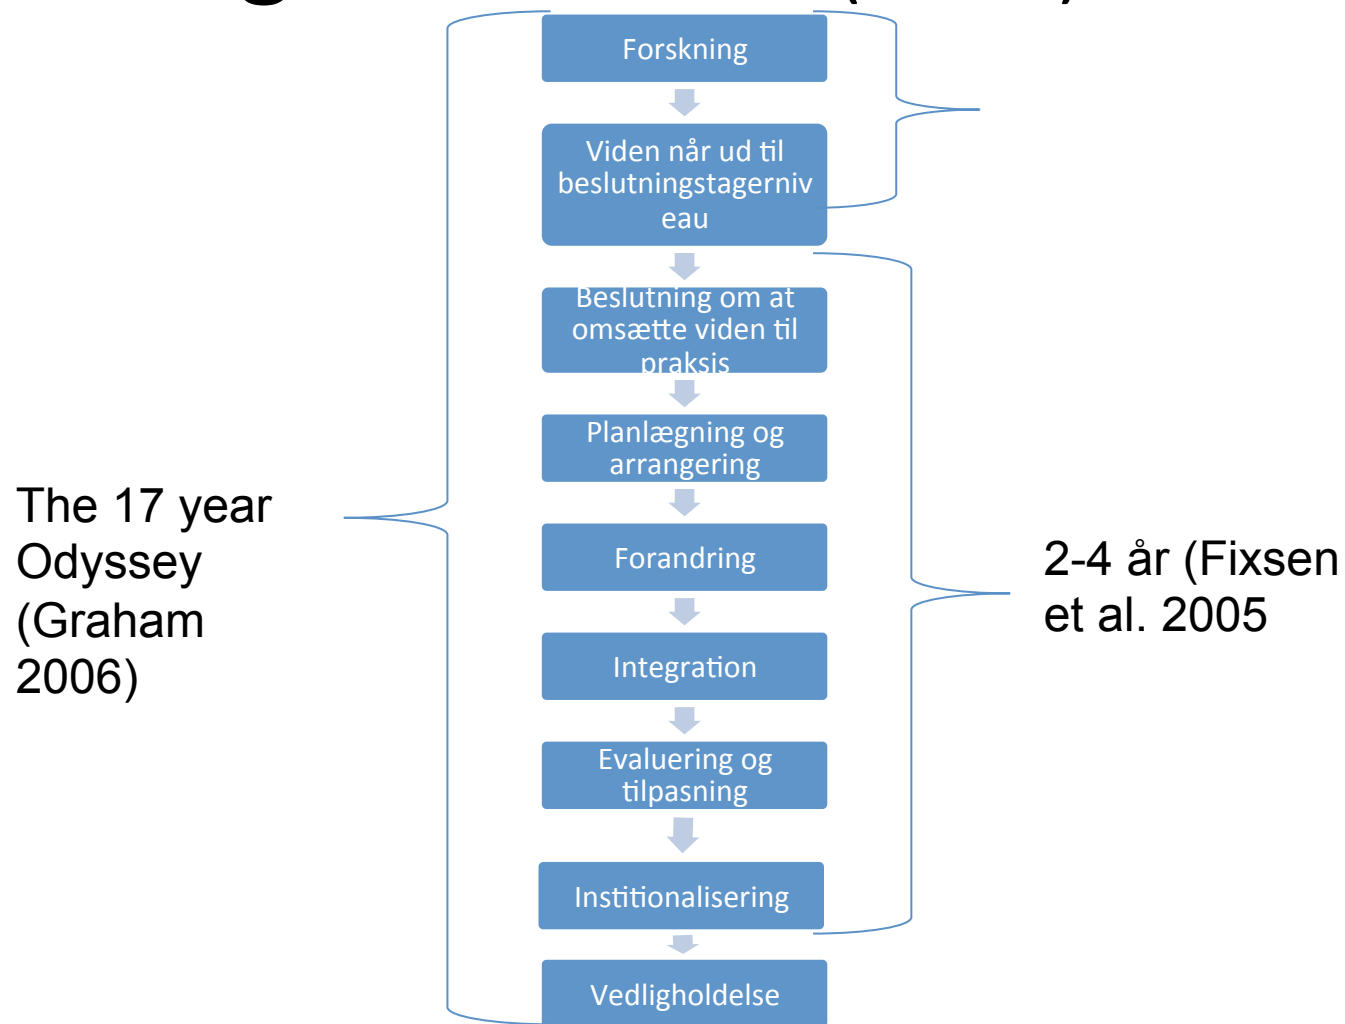 Forskning
Viden når ud til
beslutningstagerniv
eau
Beslutning om at
omsætte viden til
praksis
Planlægning og
arrangering
Forandring
Integration
Evaluering og
tilpasning
Institionalisering
Vedligholdelse
The 17 year
Odyssey
(Graham
2006)
2-4 år (Fixsen
et al. 2005